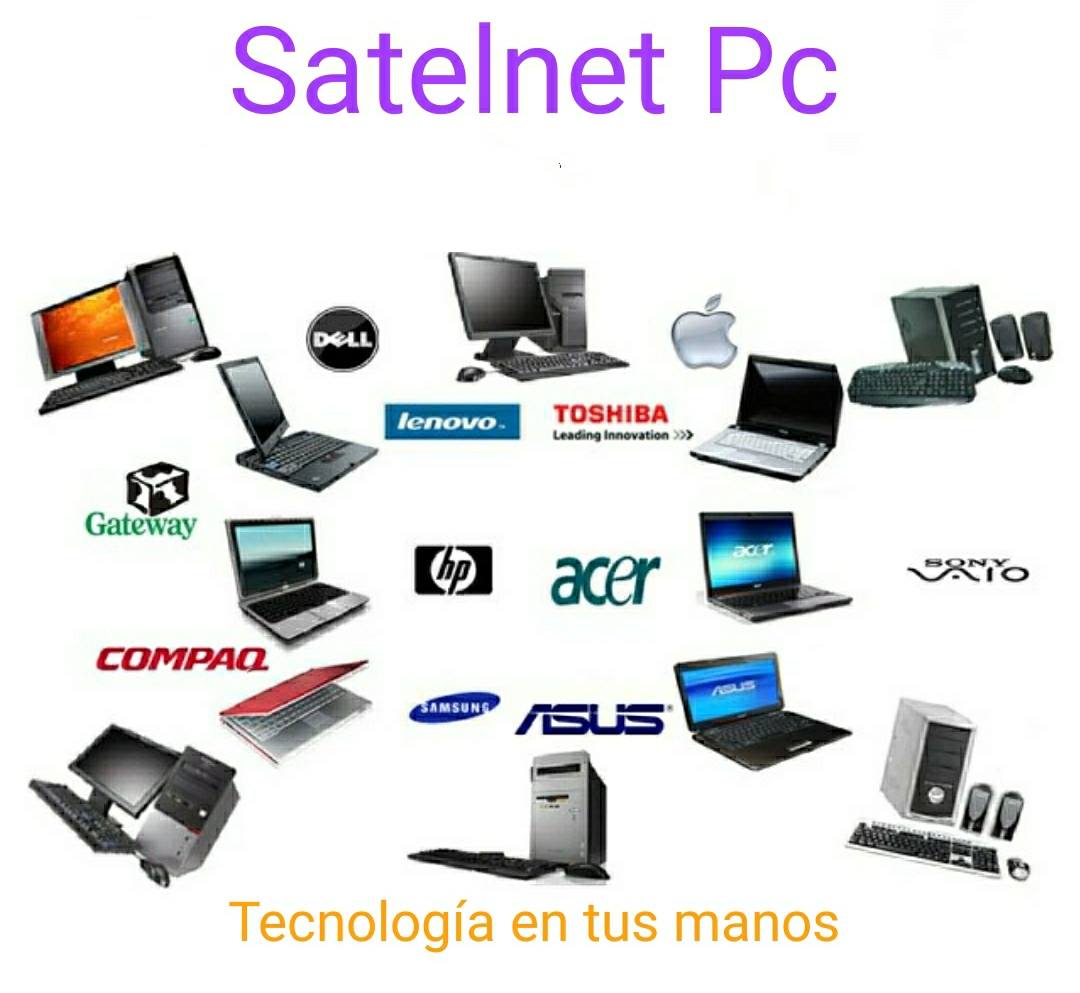 Satelnet Pc
DELL
lenovo
TOSHIBA
Leading Innovation >>>
Gateway
hp
acer
acer
SONY
VAIO
COMPAQ
SAMSUNG
ASUS
ASUS
Tecnología en tus manos